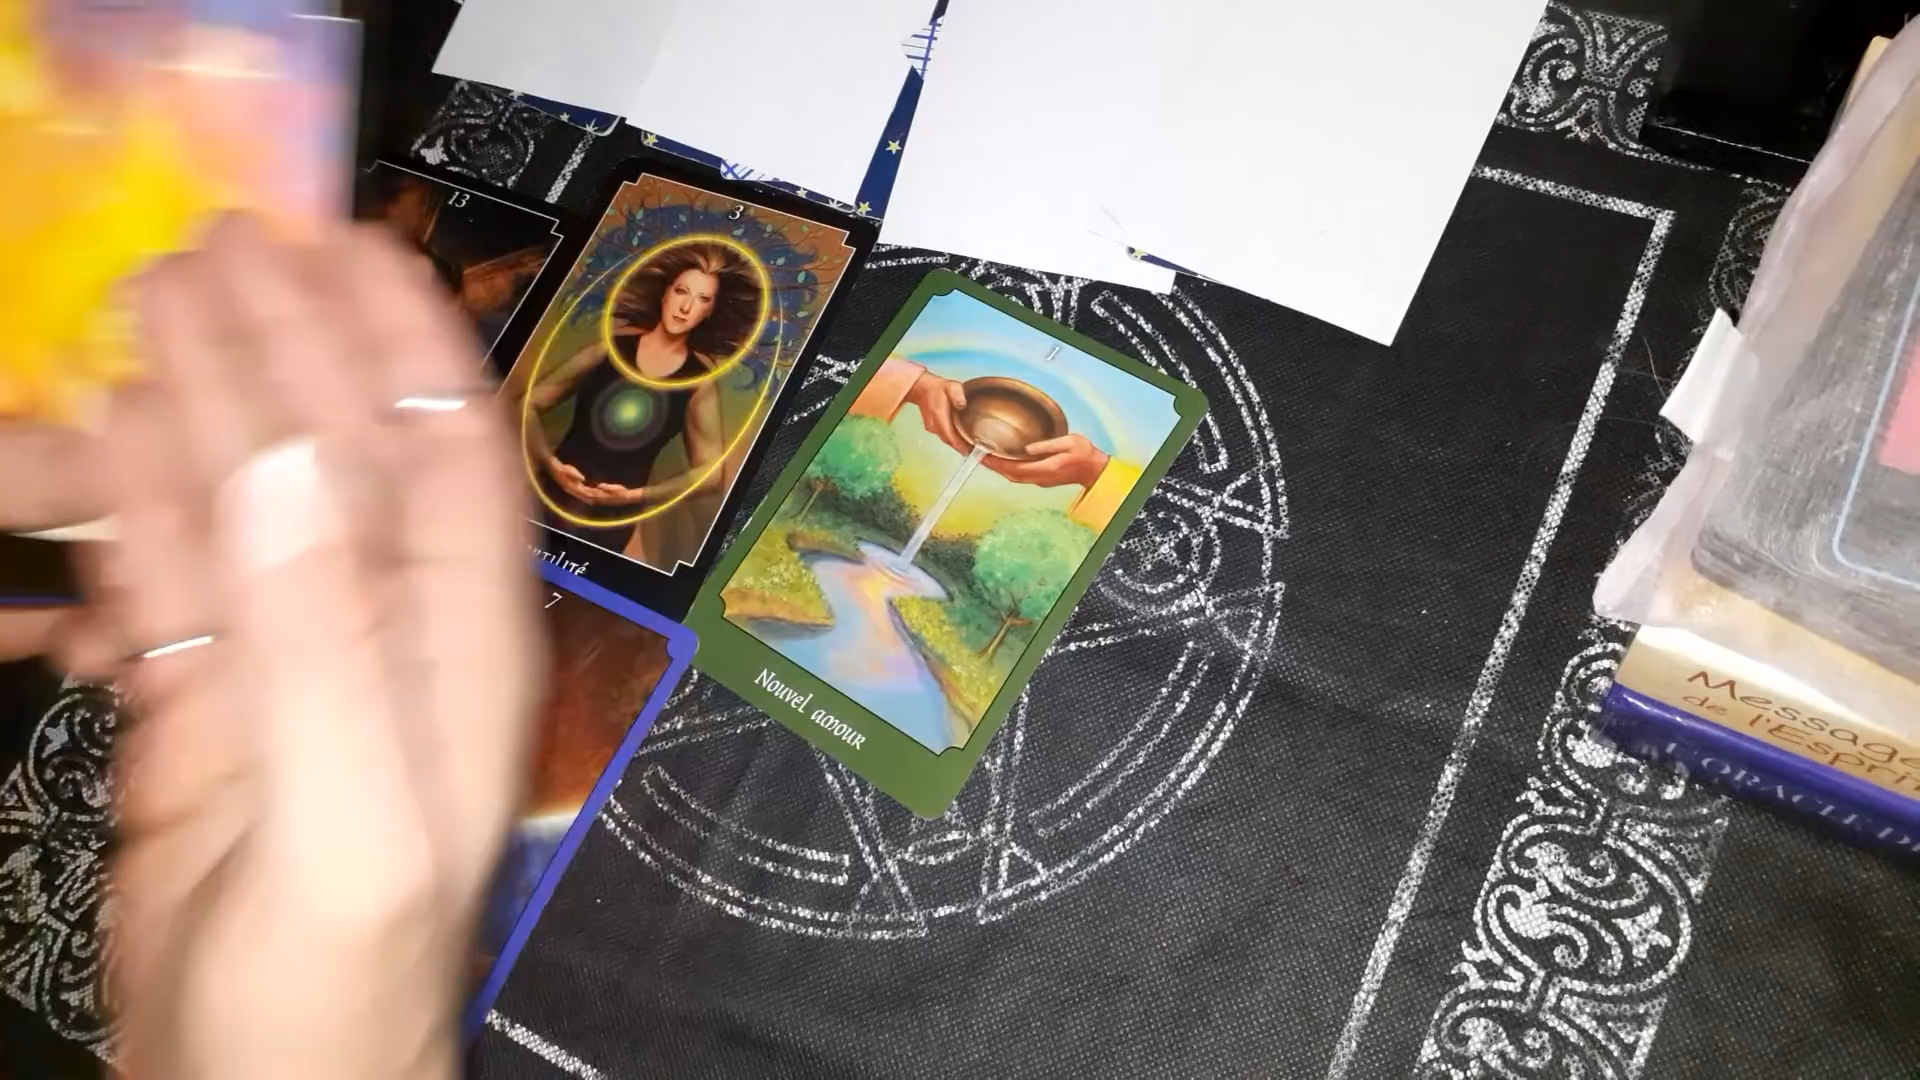 13
3
1
7
Nouvel amour
Message
de l'Esprit
L'ORACLE D